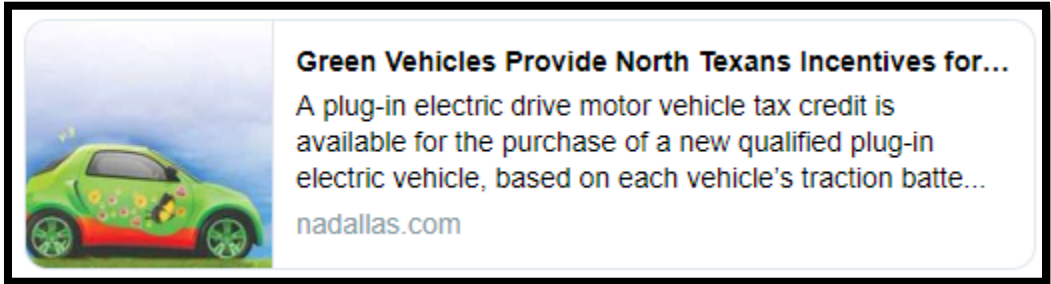 Green Vehicles Provide North Texans Incentives for...
A plug-in electric drive motor vehicle tax credit is
available for the purchase of a new qualified plug-in
electric vehicle, based on each vehicle’s traction batte...
nadallas.com